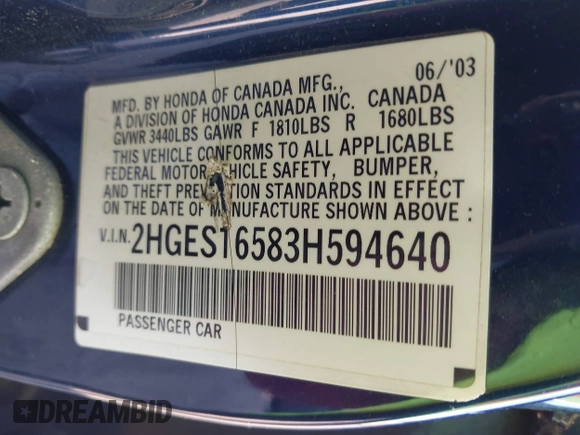 06/'03
MFD. BY HONDA OF CANADA MFG.,
A DIVISION OF HONDA CANADA INC. CANADA
GVWR 3440LBS GAWR F 1810LBS R 1680LBS
THIS VEHICLE CONFORMS TO ALL APPLICABLE
FEDERAL MOTOR VEHICLE SAFETY, BUMPER,
AND THEFT PREVENTION STANDARDS IN EFFECT
ON THE DATE OF MANUFACTURE SHOWN ABOVE :
V.I.N. 2HGES16583H594640
PASSENGER CAR
DREAMBID